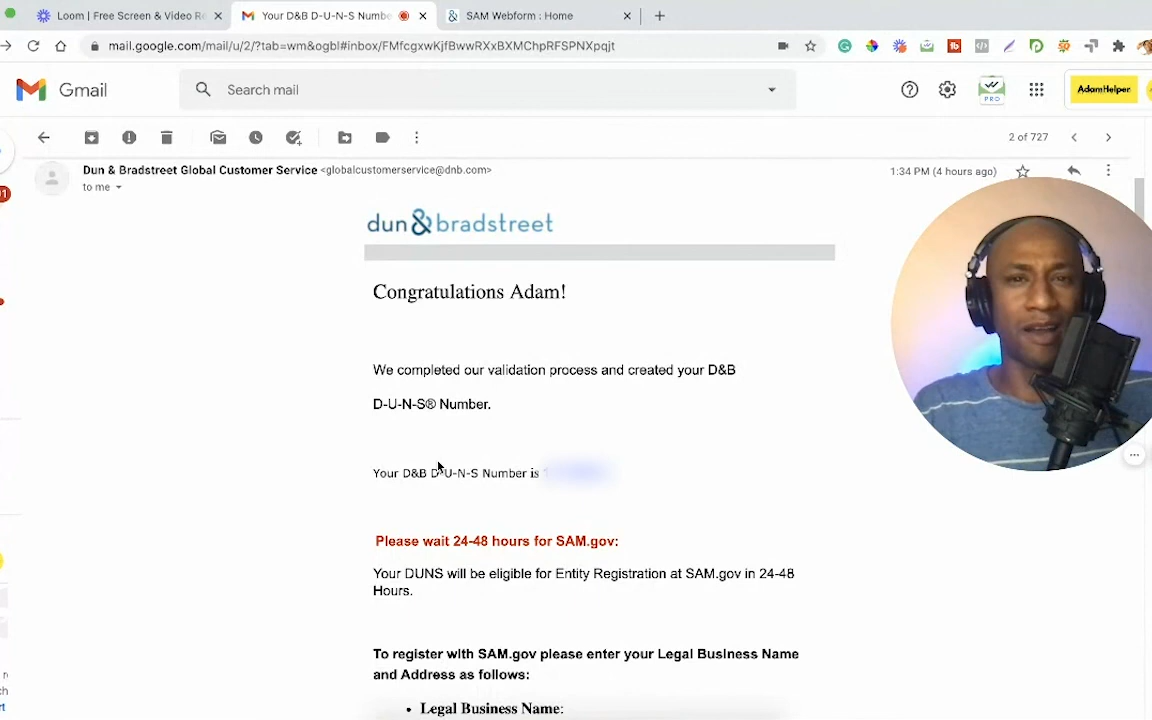 Loom | Free Screen & Video Re
Your D&B D-U-N-S Numbe
SAM Webform : Home
mail.google.com/mail/u/2/?tab=wm&ogbl#inbox/FMfcgxwKjfBwwRXxBXMChpRFSPNXpqjt
Gmail
Search mail
PRO
AdamHelper
2 of 727
Dun & Bradstreet Global Customer Service <globalcustomerservice@dnb.com>
1:34 PM (4 hours ago)
to me
dun & bradstreet
Congratulations Adam!
We completed our validation process and created your D&B
D-U-N-S® Number.
Your D&B D-U-N-S Number is
Please wait 24-48 hours for SAM.gov:
Your DUNS will be eligible for Entity Registration at SAM.gov in 24-48
Hours.
To register with SAM.gov please enter your Legal Business Name
and Address as follows:
• Legal Business Name: